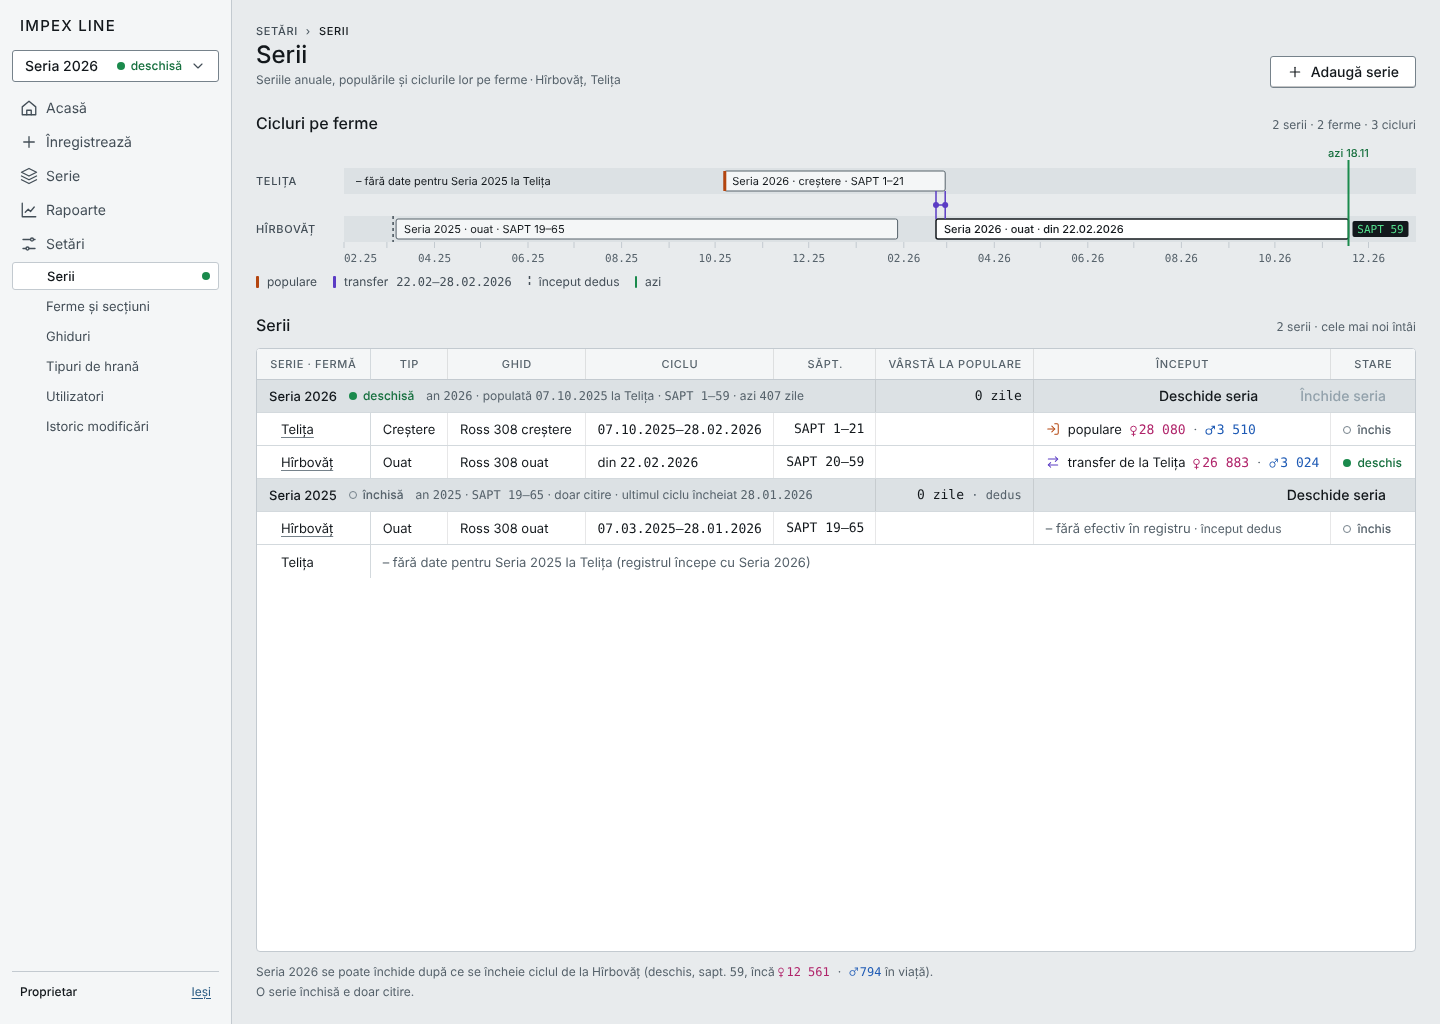 IMPEX LINE
Seria 2026 deschisă
Acasă
Înregistrează
Serie
Rapoarte
Setări
Serii
Ferme și secțiuni
Ghiduri
Tipuri de hrană
Utilizatori
Istoric modificări
Proprietar Ieși
SETĂRI › SERII
Serii
Seriile anuale, populările și ciclurile lor pe ferme · Hîrbovăț, Telița
Adaugă serie
Cicluri pe ferme
2 serii · 2 ferme · 3 cicluri
azi 18.11
TELIȚA – fără date pentru Seria 2025 la Telița Seria 2026 · creștere · SAPT 1–21
HÎRBOVĂȚ Seria 2025 · ouat · SAPT 19–65 Seria 2026 · ouat · din 22.02.2026 SAPT 59
02.25 04.25 06.25 08.25 10.25 12.25 02.26 04.26 06.26 08.26 10.26 12.26
populare transfer 22.02–28.02.2026 început dedus azi
Serii
2 serii · cele mai noi întâi
SERIE · FERMĂ TIP GHID CICLU SĂPT. VÂRSTĂ LA POPULARE ÎNCEPUT STARE
Seria 2026 deschisă an 2026 · populată 07.10.2025 la Telița · SAPT 1–59 · azi 407 zile 0 zile Deschide seria Închide seria
Telița Creștere Ross 308 creștere 07.10.2025–28.02.2026 SAPT 1–21 populare ♀28 080 · ♂3 510 închis
Hîrbovăț Ouat Ross 308 ouat din 22.02.2026 SAPT 20–59 transfer de la Telița ♀26 883 · ♂3 024 deschis
Seria 2025 închisă an 2025 · SAPT 19–65 · doar citire · ultimul ciclu încheiat 28.01.2026 0 zile · dedus Deschide seria
Hîrbovăț Ouat Ross 308 ouat 07.03.2025–28.01.2026 SAPT 19–65 – fără efectiv în registru · început dedus închis
Telița – fără date pentru Seria 2025 la Telița (registrul începe cu Seria 2026)
Seria 2026 se poate închide după ce se încheie ciclul de la Hîrbovăț (deschis, sapt. 59, încă ♀12 561 · ♂794 în viață).
O serie închisă e doar citire.